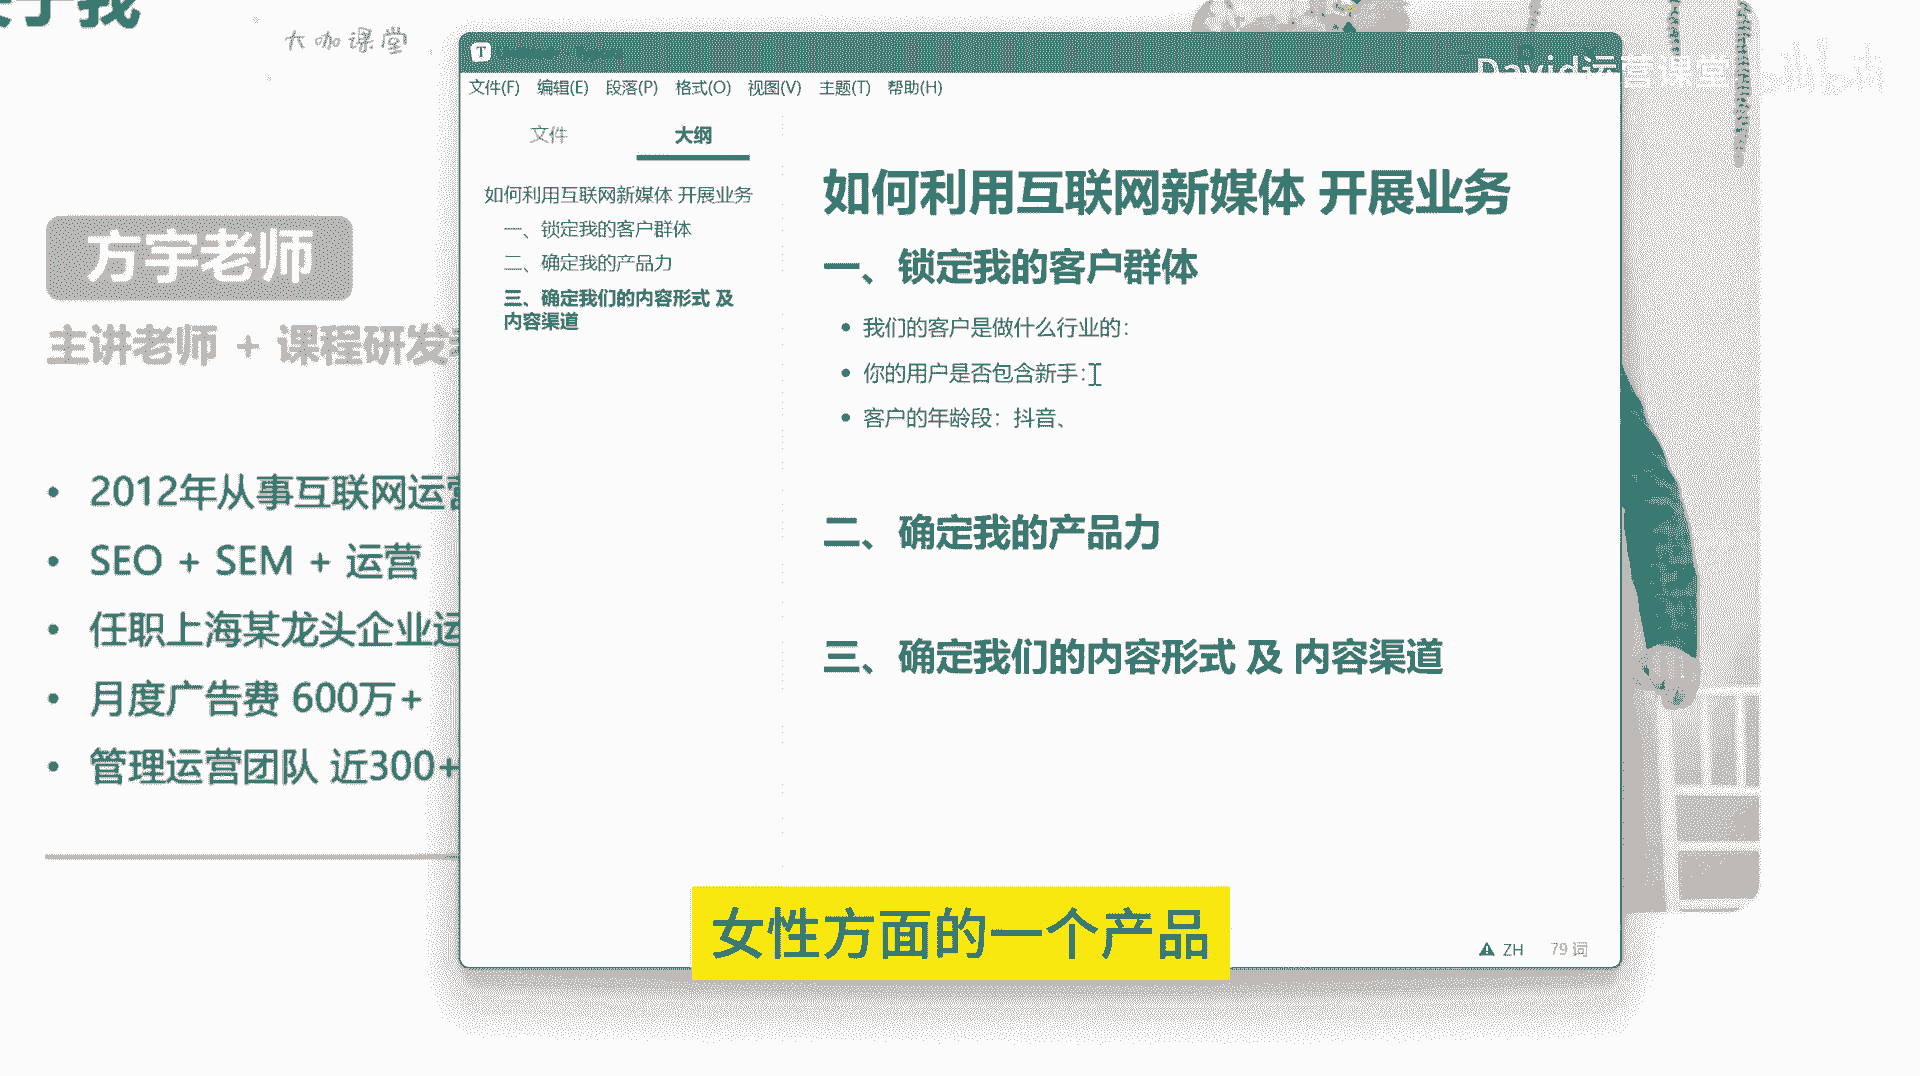 大咖课堂
方宇老师
主讲老师 + 课程研发
2012年从事互联网运营
SEO + SEM + 运营
任职上海某龙头企业运
月度广告费 600万+
管理运营团队 近300+
文件(F) 编辑(E) 段落(P) 格式(O) 视图(V) 主题(T) 帮助(H)
文件 大纲
如何利用互联网新媒体 开展业务
一、锁定我的客户群体
二、确定我的产品力
三、确定我们的内容形式 及
内容渠道
如何利用互联网新媒体 开展业务
一、锁定我的客户群体
我们的客户是做什么行业的：
你的用户是否包含新手：
客户的年龄段：抖音、
二、确定我的产品力
三、确定我们的内容形式 及 内容渠道
ZH 79 词
David运营课堂
女性方面的一个产品